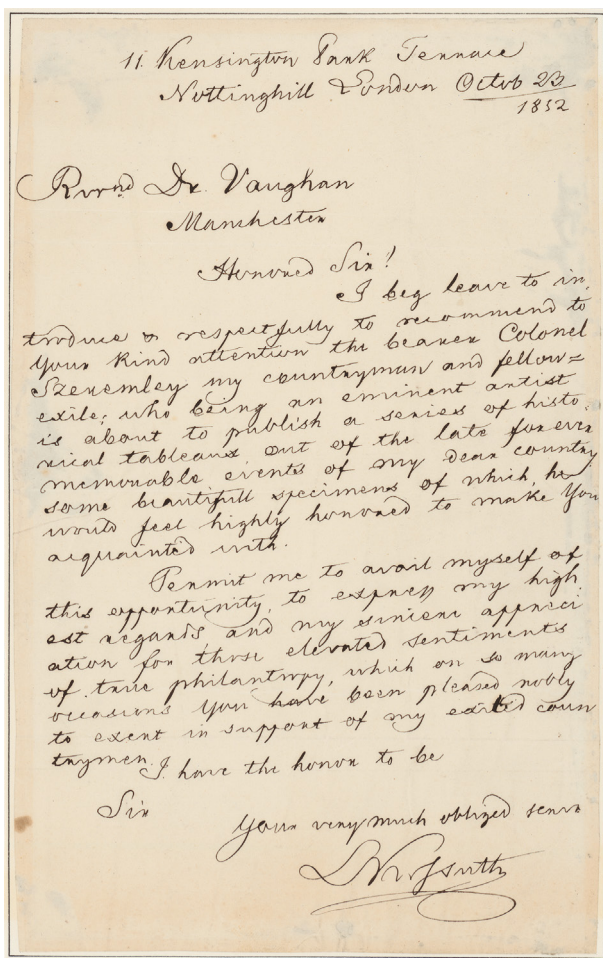 11. Kensington Park Terrace
Nottinghill London Octob 23
1852
Revrnd Dr. Vaughan
Manchester
Honored Sir!
I beg leave to in,
troduce & respectfully to recommend to
Your kind attention the bearer Colonel
Szeremley my countryman and fellow=
exile; who being an eminent artist
is about to publish a series of histo-
rical tableaus out of the late forever
memorable events of my dear country
some beautifull specimens of which, he
would feel highly honored to make You
acquainted with.
Permit me to avail myself of
this opportunity, to express my high
est regards and my sincere appreci
ation for those elevated sentiments
of true philantropy, which on so many
occasions You have been pleased nobly
to exert in support of my exiled coun
trymen.
I have the honor to be
Sir
Your very much obliged serva
L Kossuth